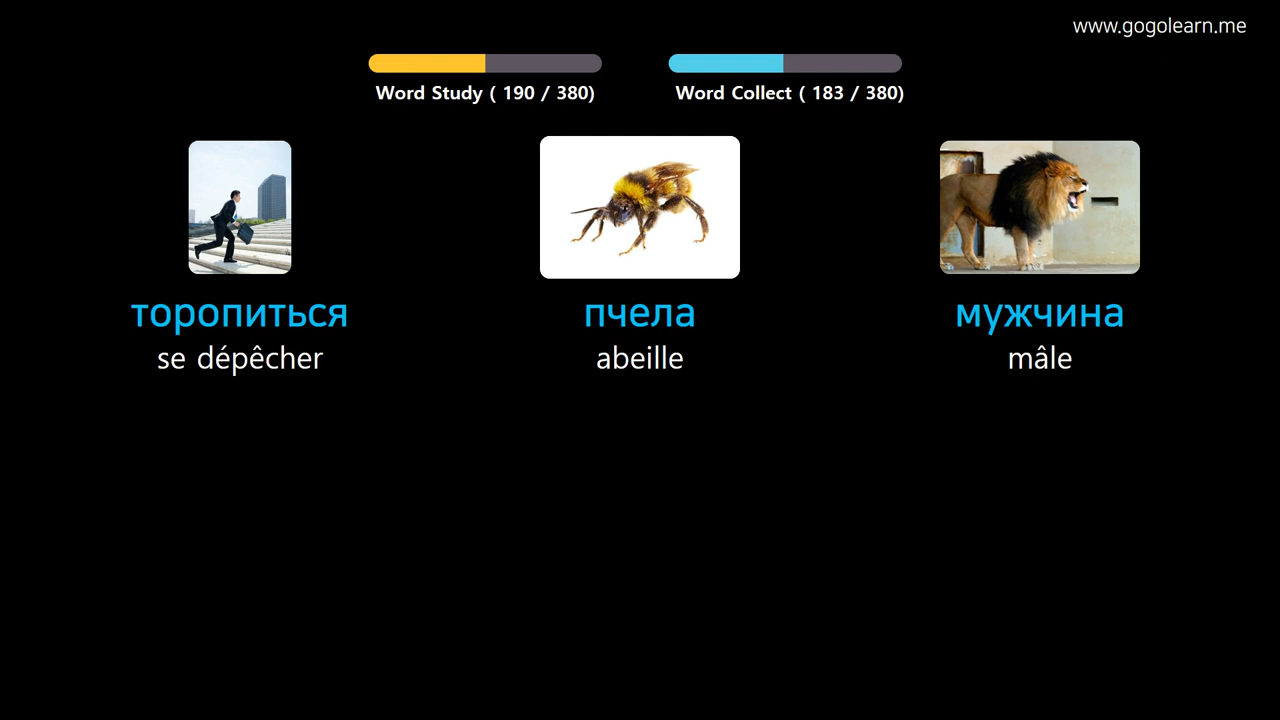 www.gogolearn.me
Word Study ( 190 / 380)
Word Collect ( 183 / 380)
торопиться
se dépêcher
пчела
abeille
мужчина
mâle